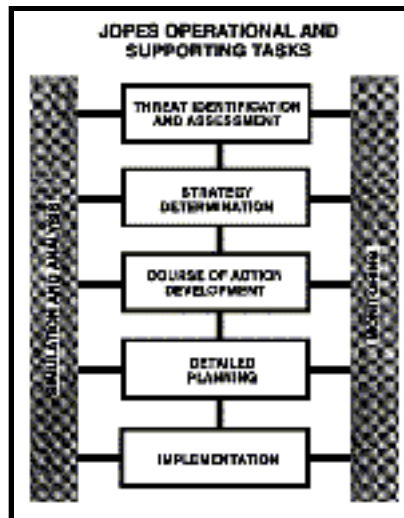 JOPES OPERATIONAL AND
SUPPORTING TASKS
THREAT IDENTIFICATION
AND ASSESSMENT
STRATEGY
DETERMINATION
COURSE OF ACTION
DEVELOPMENT
DETAILED
PLANNING
IMPLEMENTATION
SIMULATION AND ANALYSIS
MONITORING